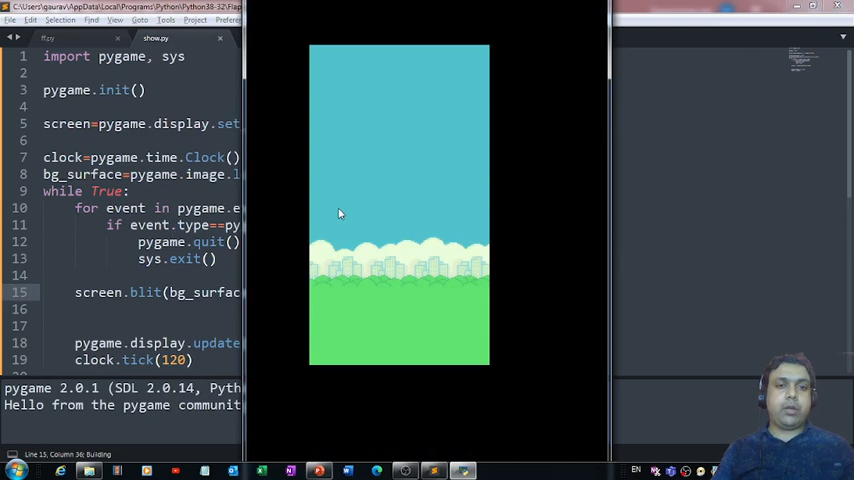 C:\Users\gaurav\AppData\Local\Programs\Python\Python38-32\Flap
File Edit Selection Find View Goto Tools Project
ff.py × show.py ×
1 import pygame, sys
2
3 pygame.init()
4
5 screen=pygame.display.set
6
7 clock=pygame.time.Clock()
8 bg_surface=pygame.image.l
9 while True:
10 for event in pygame.e
11 if event.type==py
12 pygame.quit()
13 sys.exit()
14
15 screen.blit(bg_surfac
16
17
18 pygame.display.update
19 clock.tick(120)
pygame 2.0.1 (SDL 2.0.14, Pyth
Hello from the pygame communit
Line 15, Column 36; Building
EN